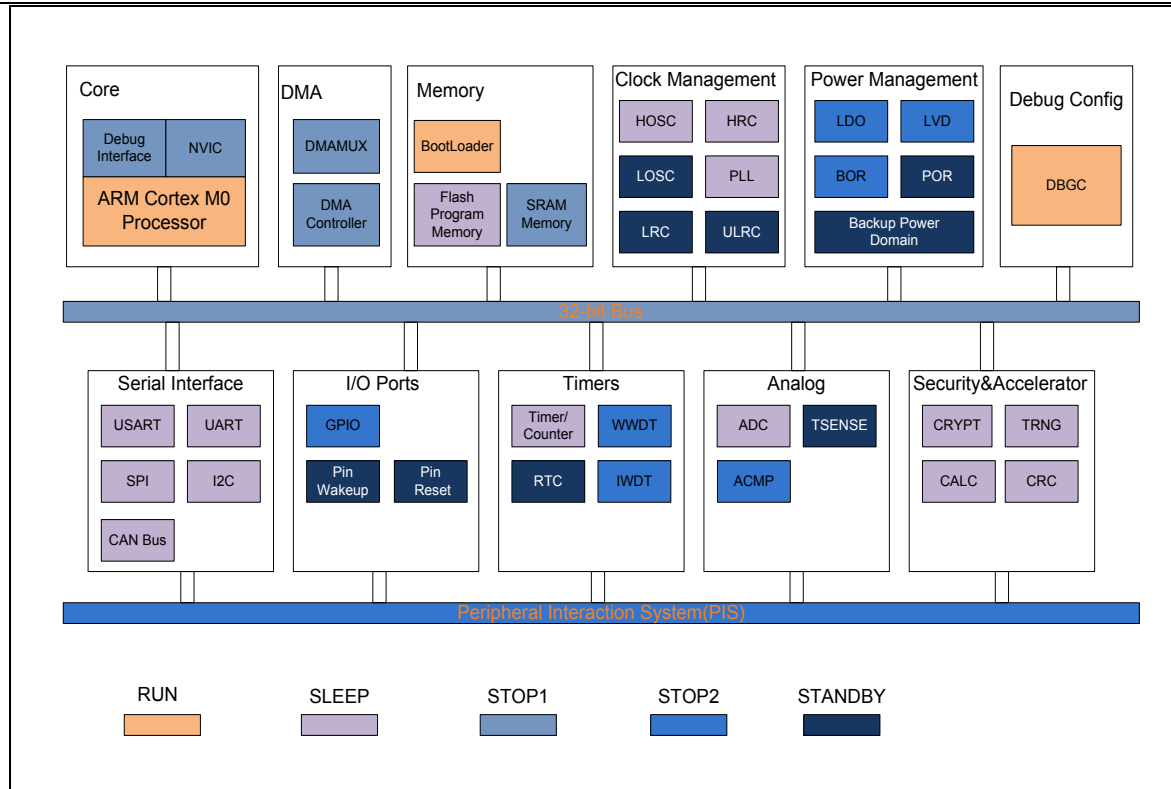 Core
Debug
Interface
NVIC
ARM Cortex M0
Processor
DMA
DMAMUX
DMA
Controller
Memory
BootLoader
Flash
Program
Memory
SRAM
Memory
Clock Management
HOSC
HRC
LOSC
PLL
LRC
ULRC
Power Management
LDO
LVD
BOR
POR
Backup Power
Domain
Debug Config
DBGC
32-bit Bus
Serial Interface
USART
UART
SPI
I2C
CAN Bus
I/O Ports
GPIO
Pin
Wakeup
Pin
Reset
Timers
Timer/
Counter
WWDT
RTC
IWDT
Analog
ADC
TSENSE
ACMP
Security&Accelerator
CRYPT
TRNG
CALC
CRC
Peripheral Interaction System(PIS)
RUN
SLEEP
STOP1
STOP2
STANDBY